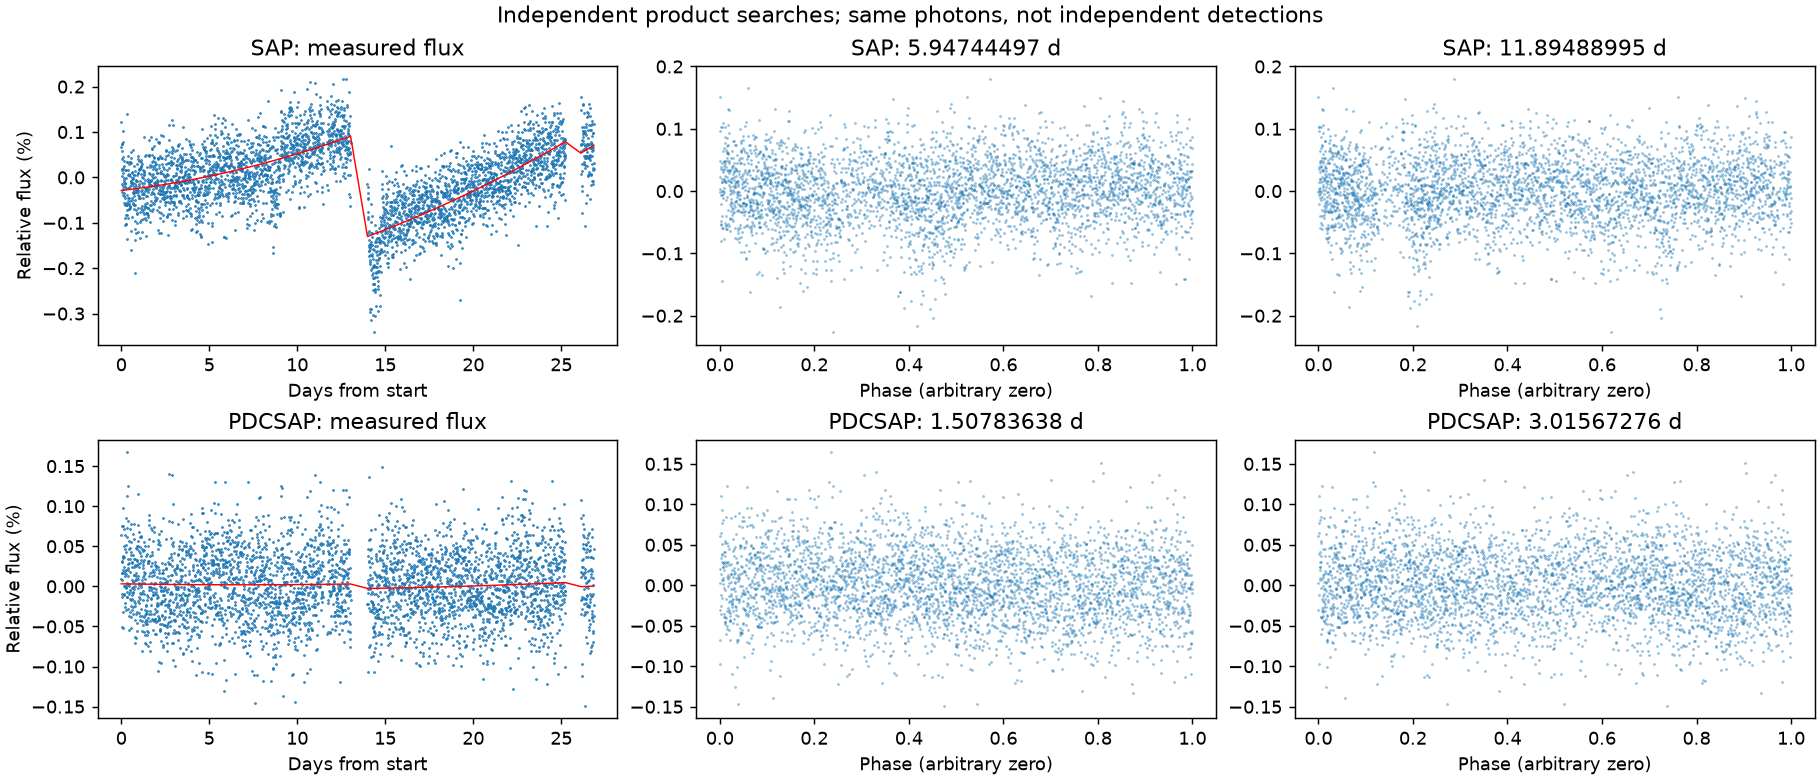 Independent product searches; same photons, not independent detections
SAP: measured flux
Relative flux (%)
0.2
0.1
0.0
−0.1
−0.2
−0.3
0 5 10 15 20 25
Days from start
SAP: 5.94744497 d
0.2
0.1
0.0
−0.1
−0.2
0.0 0.2 0.4 0.6 0.8 1.0
Phase (arbitrary zero)
SAP: 11.89488995 d
0.2
0.1
0.0
−0.1
−0.2
0.0 0.2 0.4 0.6 0.8 1.0
Phase (arbitrary zero)
PDCSAP: measured flux
Relative flux (%)
0.15
0.10
0.05
0.00
−0.05
−0.10
−0.15
0 5 10 15 20 25
Days from start
PDCSAP: 1.50783638 d
0.15
0.10
0.05
0.00
−0.05
−0.10
−0.15
0.0 0.2 0.4 0.6 0.8 1.0
Phase (arbitrary zero)
PDCSAP: 3.01567276 d
0.15
0.10
0.05
0.00
−0.05
−0.10
−0.15
0.0 0.2 0.4 0.6 0.8 1.0
Phase (arbitrary zero)